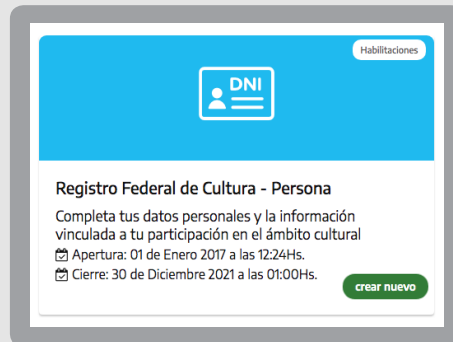 Habilitaciones
DNI
Registro Federal de Cultura - Persona
Completa tus datos personales y la información
vinculada a tu participación en el ámbito cultural
Apertura: 01 de Enero 2017 a las 12:24Hs.
Cierre: 30 de Diciembre 2021 a las 01:00Hs.
crear nuevo